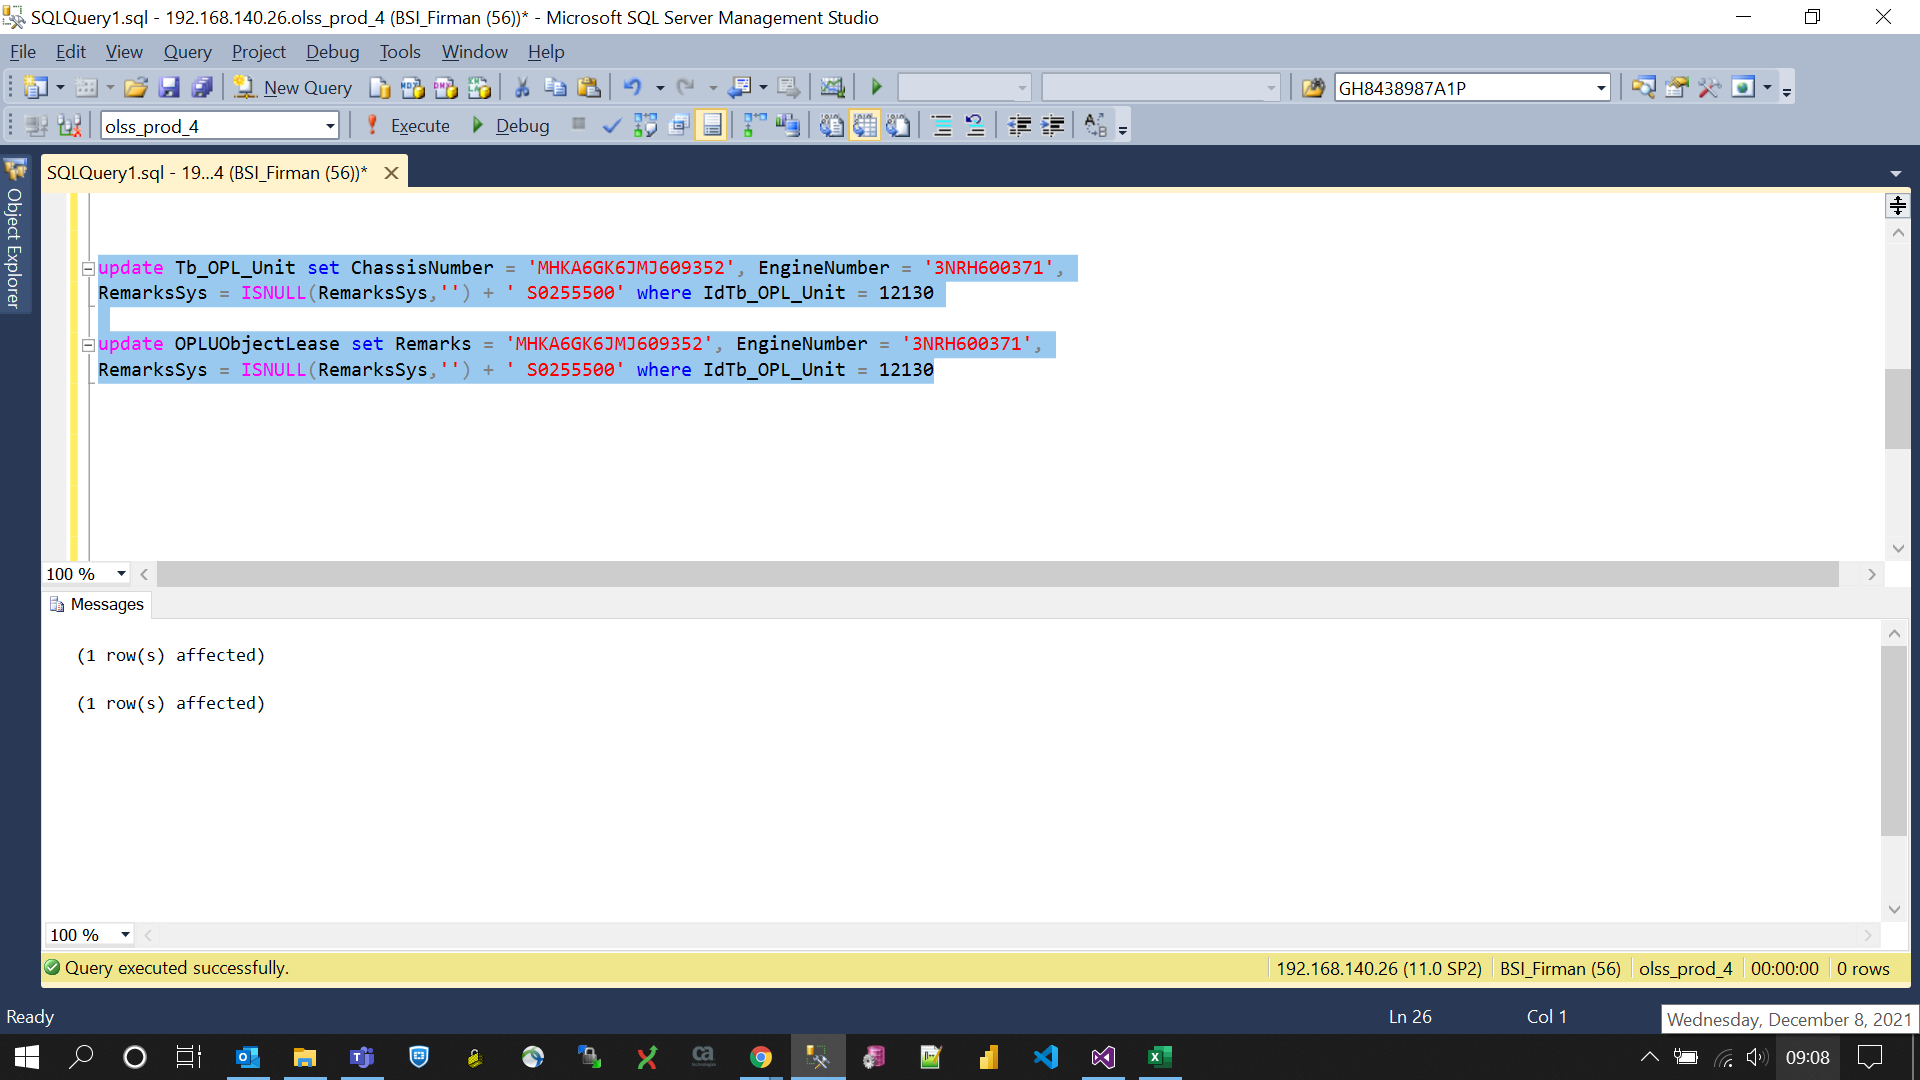 SQLQuery1.sql - 192.168.140.26.olss_prod_4 (BSI_Firman (56))* - Microsoft SQL Server Management Studio
File Edit View Query Project Debug Tools Window Help
New Query GH8438987A1P
olss_prod_4 Execute Debug
Object Explorer
SQLQuery1.sql - 19...4 (BSI_Firman (56))*
update Tb_OPL_Unit set ChassisNumber = 'MHKA6GK6JMJ609352', EngineNumber = '3NRH600371',
RemarksSys = ISNULL(RemarksSys,'') + ' S0255500' where IdTb_OPL_Unit = 12130
update OPLUObjectLease set Remarks = 'MHKA6GK6JMJ609352', EngineNumber = '3NRH600371',
RemarksSys = ISNULL(RemarksSys,'') + ' S0255500' where IdTb_OPL_Unit = 12130
100 %
Messages
(1 row(s) affected)
(1 row(s) affected)
100 %
Query executed successfully. 192.168.140.26 (11.0 SP2) BSI_Firman (56) olss_prod_4 00:00:00 0 rows
Ready Ln 26 Col 1
Wednesday, December 8, 2021
09:08